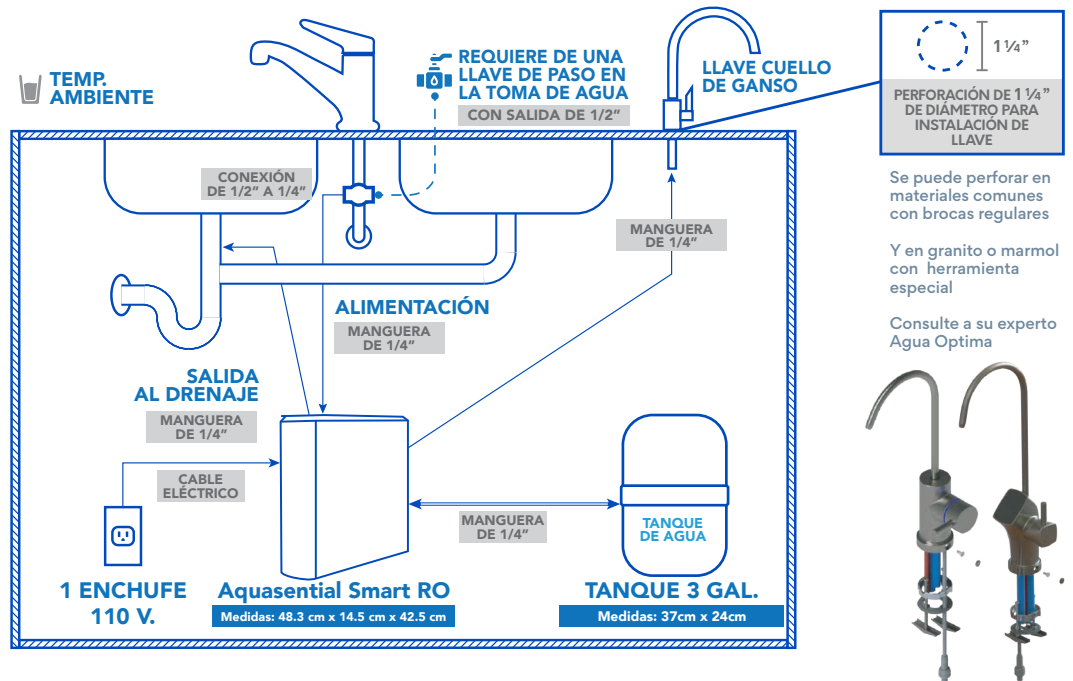 TEMP.
AMBIENTE
REQUIERE DE UNA
LLAVE DE PASO EN
LA TOMA DE AGUA
CON SALIDA DE 1/2”
LLAVE CUELLO
DE GANSO
1 1/4”
PERFORACIÓN DE 1 1/4”
DE DIÁMETRO PARA
INSTALACIÓN DE
LLAVE
Se puede perforar en
materiales comunes
con brocas regulares
Y en granito o marmol
con herramienta
especial
Consulte a su experto
Agua Optima
CONEXIÓN
DE 1/2” A 1/4”
MANGUERA
DE 1/4”
ALIMENTACIÓN
MANGUERA
DE 1/4”
SALIDA
AL DRENAJE
MANGUERA
DE 1/4”
CABLE
ELÉCTRICO
MANGUERA
DE 1/4”
TANQUE
DE AGUA
1 ENCHUFE
110 V.
Aquasential Smart RO
Medidas: 48.3 cm x 14.5 cm x 42.5 cm
TANQUE 3 GAL.
Medidas: 37cm x 24cm